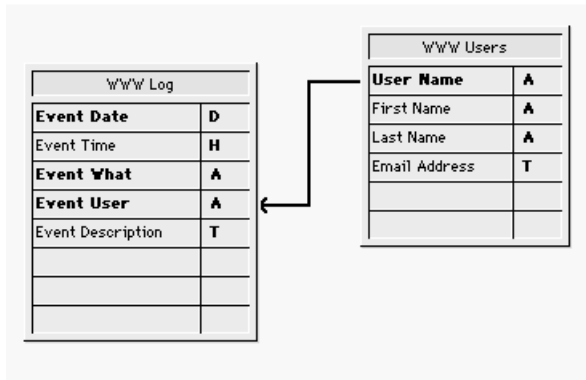 WWW Log
Event Date D
Event Time H
Event What A
Event User A
Event Description T
WWW Users
User Name A
First Name A
Last Name A
Email Address T